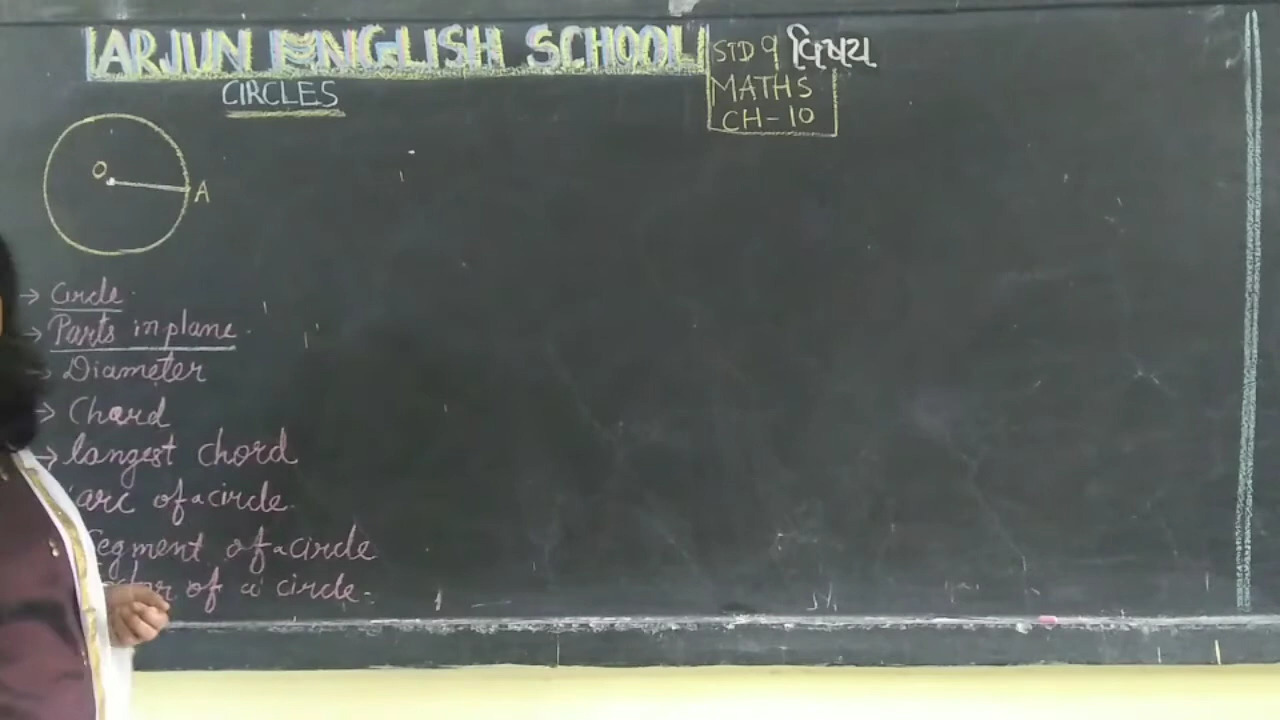 ARJUN ENGLISH SCHOOL
STD 9 વિષય
MATHS
CH-10
CIRCLES
O
A
→ Circle.
→ Parts in plane.
→ Diameter
→ Chord
→ longest chord
arc of a circle.
Segment of a circle
of a circle.